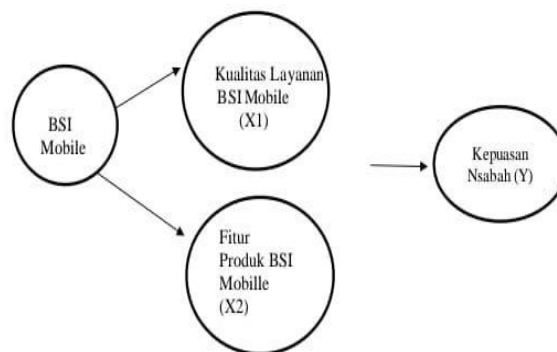 BSI
Mobile
Kualitas Layanan
BSI Mobile
(X1)
Fitur
Produk BSI
Mobille
(X2)
Kepuasan
Nsabah (Y)